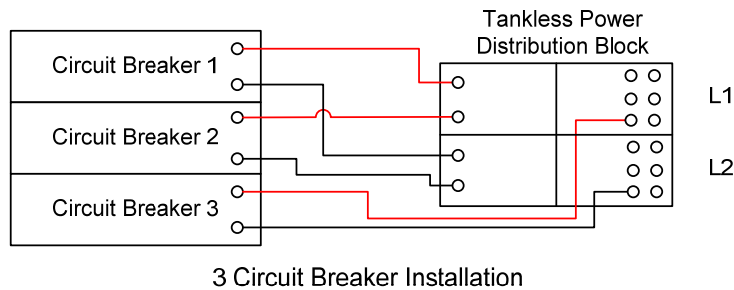 Tankless Power
Distribution Block
Circuit Breaker 1
L1
Circuit Breaker 2
L2
Circuit Breaker 3
3 Circuit Breaker Installation